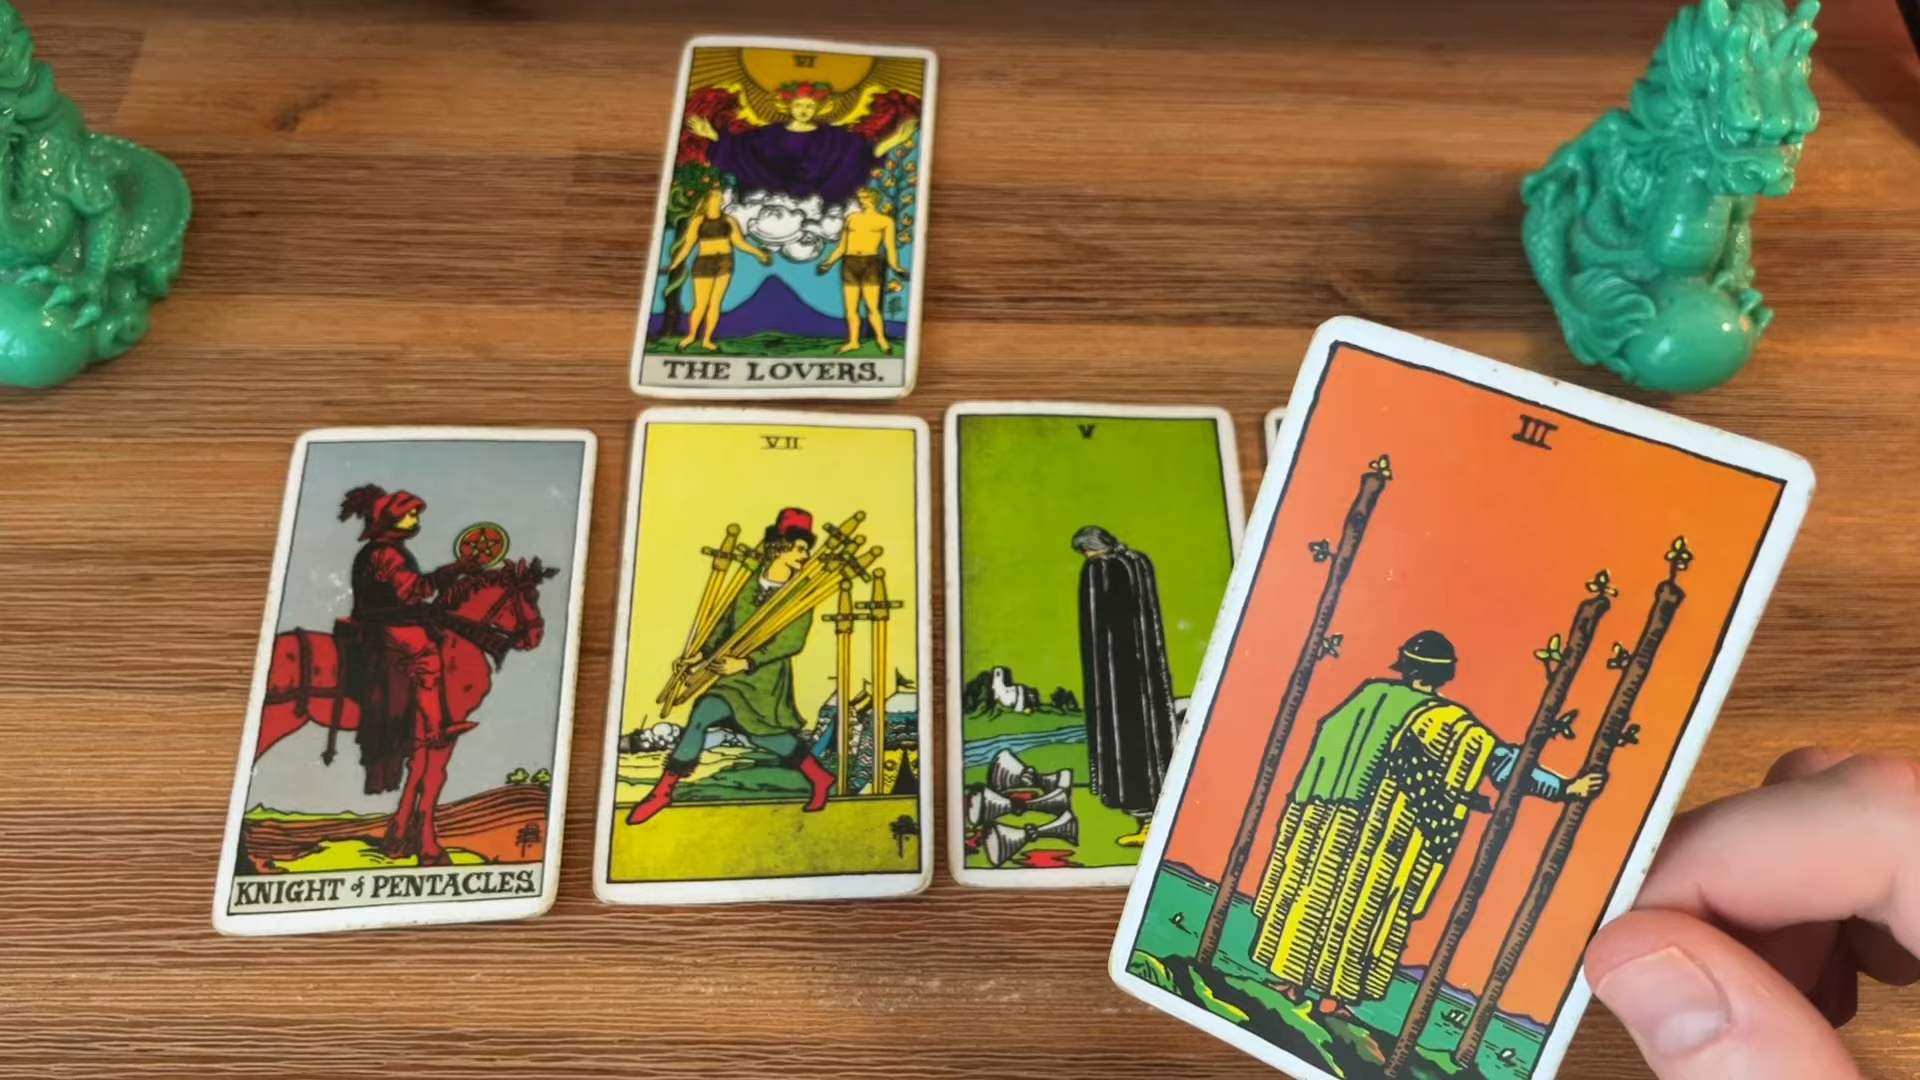 VI
THE LOVERS.
KNIGHT of PENTACLES.
VII
V
III